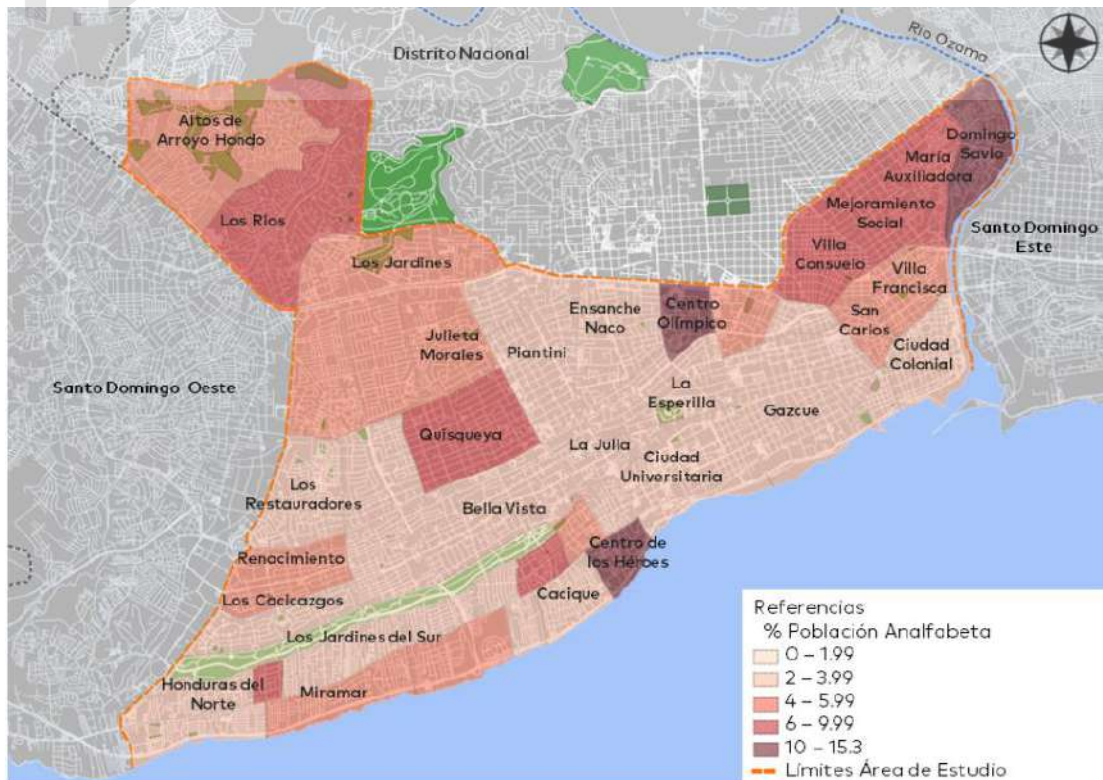 Distrito Nacional
Río Ozama
Altos de
Arroyo Hondo
Domingo
Savio
María
Auxiliadora
Los Ríos
Mejoramiento
Social
Santo Domingo
Este
Villa
Consuelo
Los Jardines
Villa
Francisca
Ensanche
Naco
Centro
Olímpico
San
Carlos
Julieta
Morales
Piantini
Ciudad
Colonial
Santo Domingo Oeste
La
Esperilla
Gazcue
Quisqueya
La Julia
Ciudad
Universitaria
Los
Restauradores
Bella Vista
Renacimiento
Centro de
los Héroes
Los Cacicazgos
Cacique
Los Jardines del Sur
Honduras del
Norte
Miramar
Referencias
% Población Analfabeta
0 – 1.99
2 – 3.99
4 – 5.99
6 – 9.99
10 – 15.3
Límites Área de Estudio